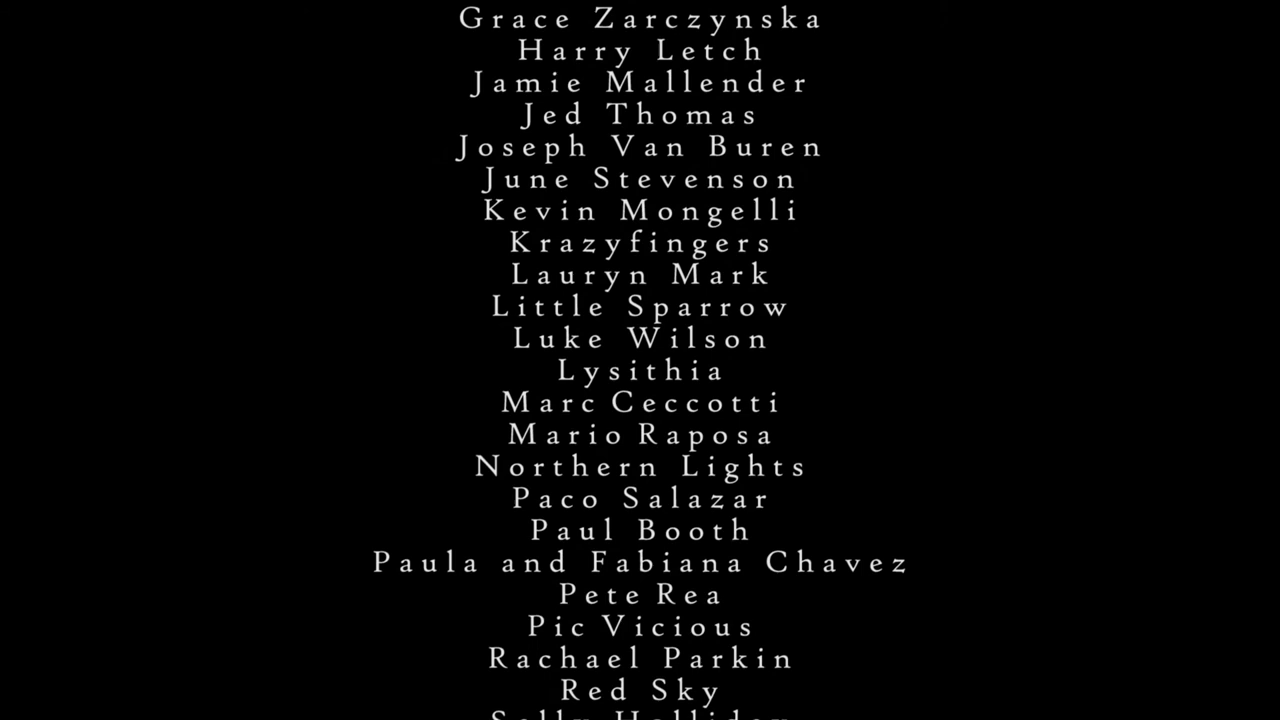 Grace Zarczynska
Harry Letch
Jamie Mallender
Jed Thomas
Joseph Van Buren
June Stevenson
Kevin Mongelli
Krazyfingers
Lauryn Mark
Little Sparrow
Luke Wilson
Lysithia
Marc Ceccotti
Mario Raposa
Northern Lights
Paco Salazar
Paul Booth
Paula and Fabiana Chavez
Pete Rea
Pic Vicious
Rachael Parkin
Red Sky